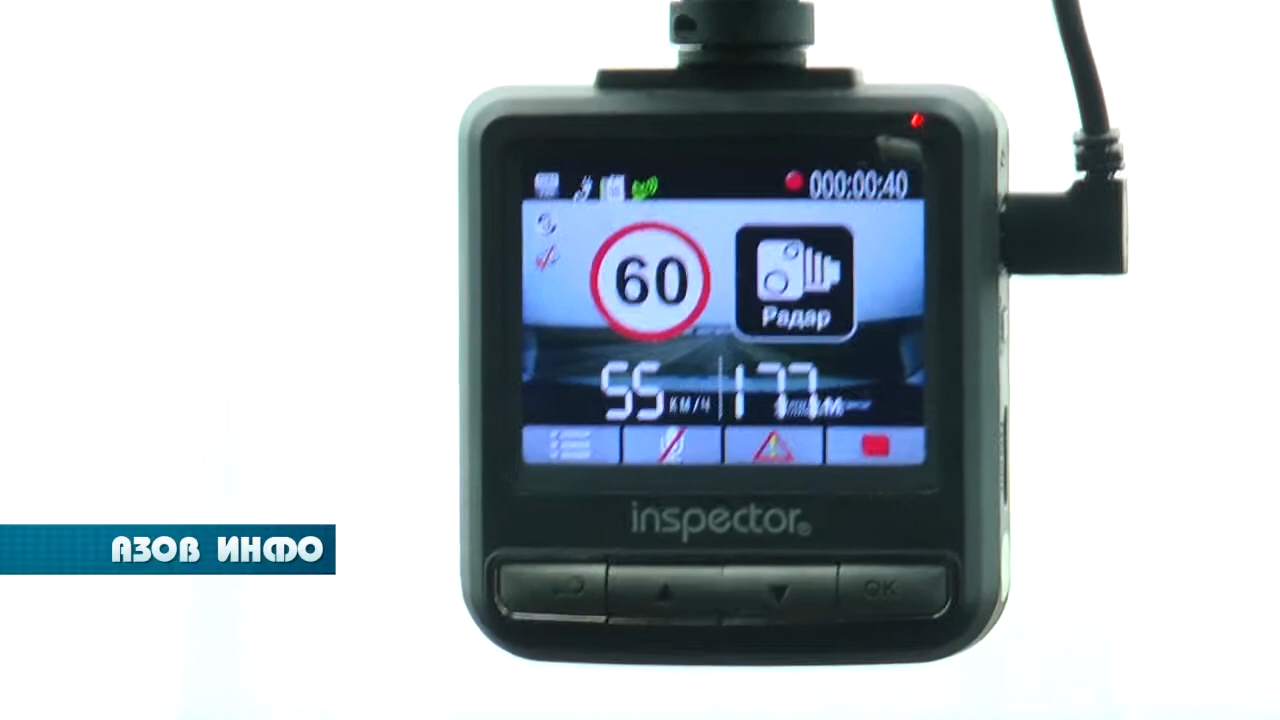 000:00:40
60
Радар
55 КМ/Ч 177 М
inspector®
OK
АЗОВ ИНФО